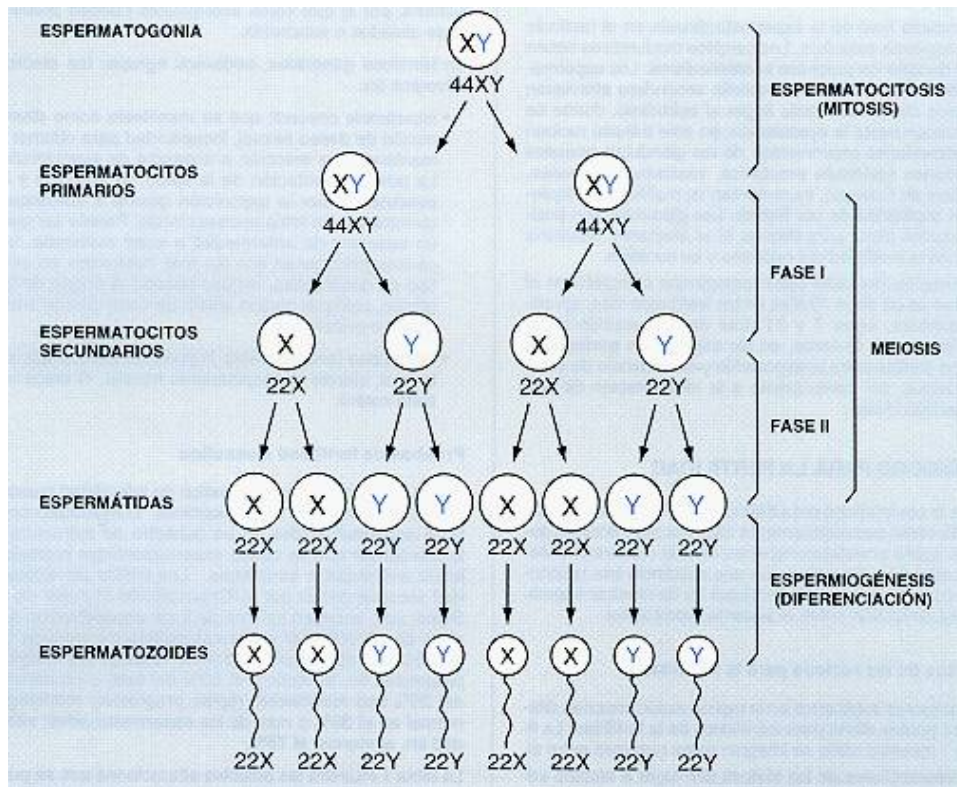 ESPERMATOGONIA
XY
44XY
ESPERMATOCITOSIS
(MITOSIS)
ESPERMATOCITOS
PRIMARIOS
XY XY
44XY 44XY
FASE I
ESPERMATOCITOS
SECUNDARIOS
X Y X Y
22X 22Y 22X 22Y
MEIOSIS
FASE II
ESPERMÁTIDAS
X X Y Y X X Y Y
22X 22X 22Y 22Y 22X 22X 22Y 22Y
ESPERMIOGÉNESIS
(DIFERENCIACIÓN)
ESPERMATOZOIDES
X X Y Y X X Y Y
22X 22X 22Y 22Y 22X 22X 22Y 22Y